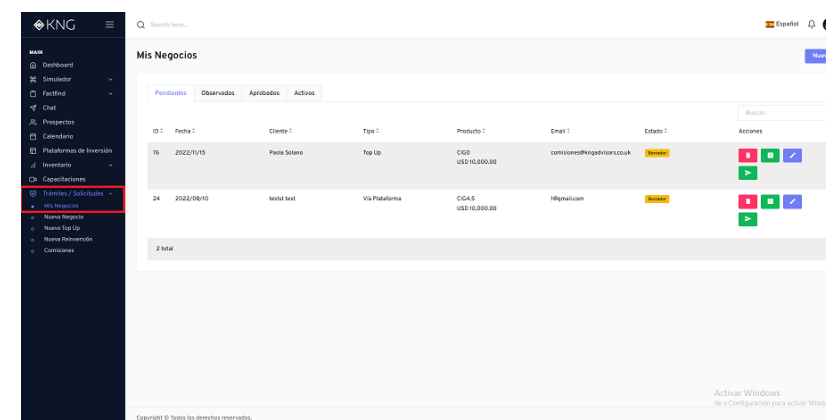 KNG
Search here...
Español
MAIN
Dashboard
Simulador
Factfind
Chat
Prospectos
Calendario
Plataformas de Inversión
Inventario
Capacitaciones
Trámites / Solicitudes
Mis Negocios
Nuevo Negocio
Nuevo Top Up
Nueva Reinversión
Comisiones
Mis Negocios
Pendientes Observados Aprobados Activos
Buscar:
ID Fecha Cliente Tipo Producto Email Estado Acciones
76 2022/11/15 Paola Solano Top Up CIG0 comisiones@kngadvisors.co.uk Borrador
USD 10,000.00
24 2022/08/10 testst test Vía Plataforma CIG4.5 1@gmail.com Borrador
USD 10,000.00
2 total
Activar Windows
Ve a Configuración para activar
Copyright © Todos los derechos reservados.